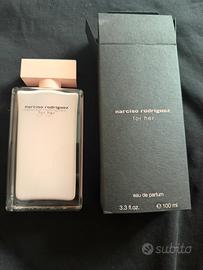 narciso rodriguez
for her
narciso rodriguez
for her
eau de parfum
3.3 fl. oz. ℮ 100 ml
subito